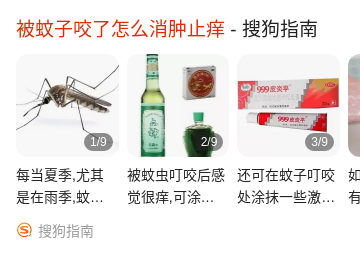 被蚊子咬了怎么消肿止痒 - 搜狗指南
1/9
2/9
3/9
999皮炎平
每当夏季,尤其
是在雨季,蚊…
被蚊虫叮咬后感
觉很痒,可涂…
还可在蚊子叮咬
处涂抹一些激…
搜狗指南